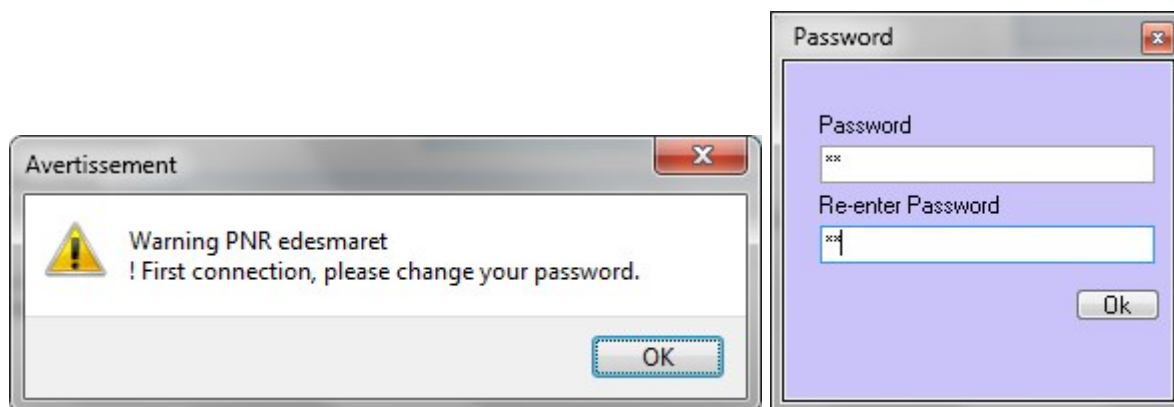 Avertissement
Warning PNR edesmaret
! First connection, please change your password.
OK
Password
Password
**
Re-enter Password
**
Ok